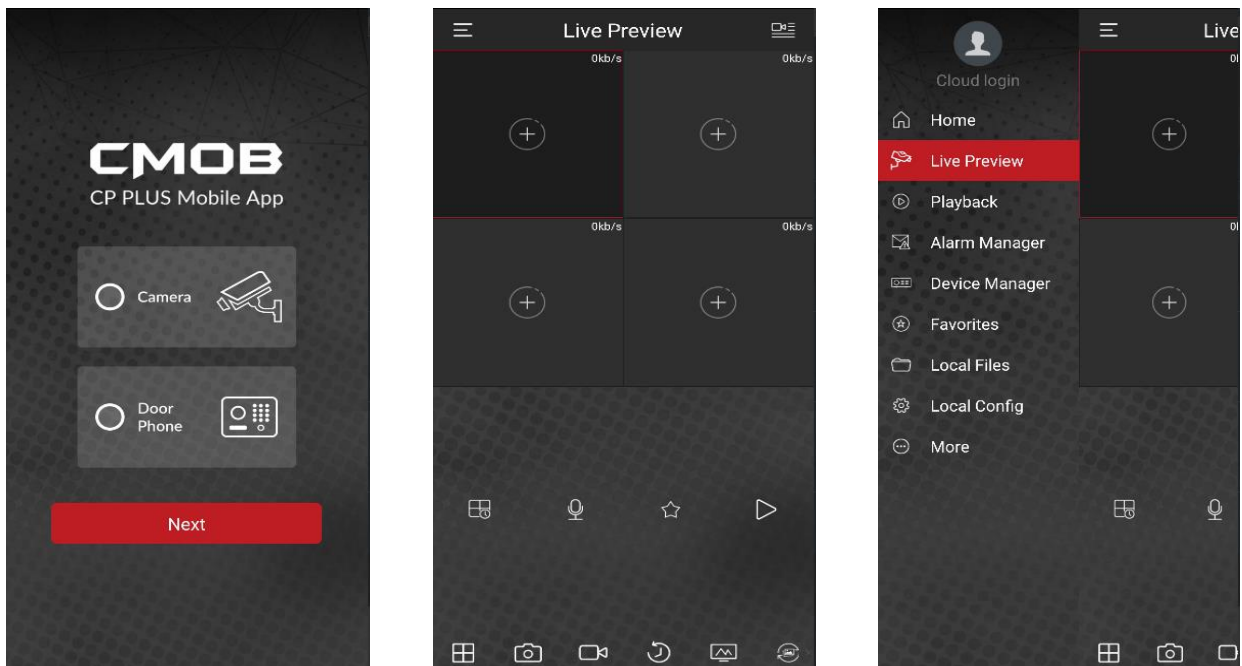 CMOB
CP PLUS Mobile App
Camera
Door
Phone
Next
Live Preview
0kb/s
0kb/s
0kb/s
0kb/s
Cloud login
Home
Live Preview
Playback
Alarm Manager
Device Manager
Favorites
Local Files
Local Config
More
Live